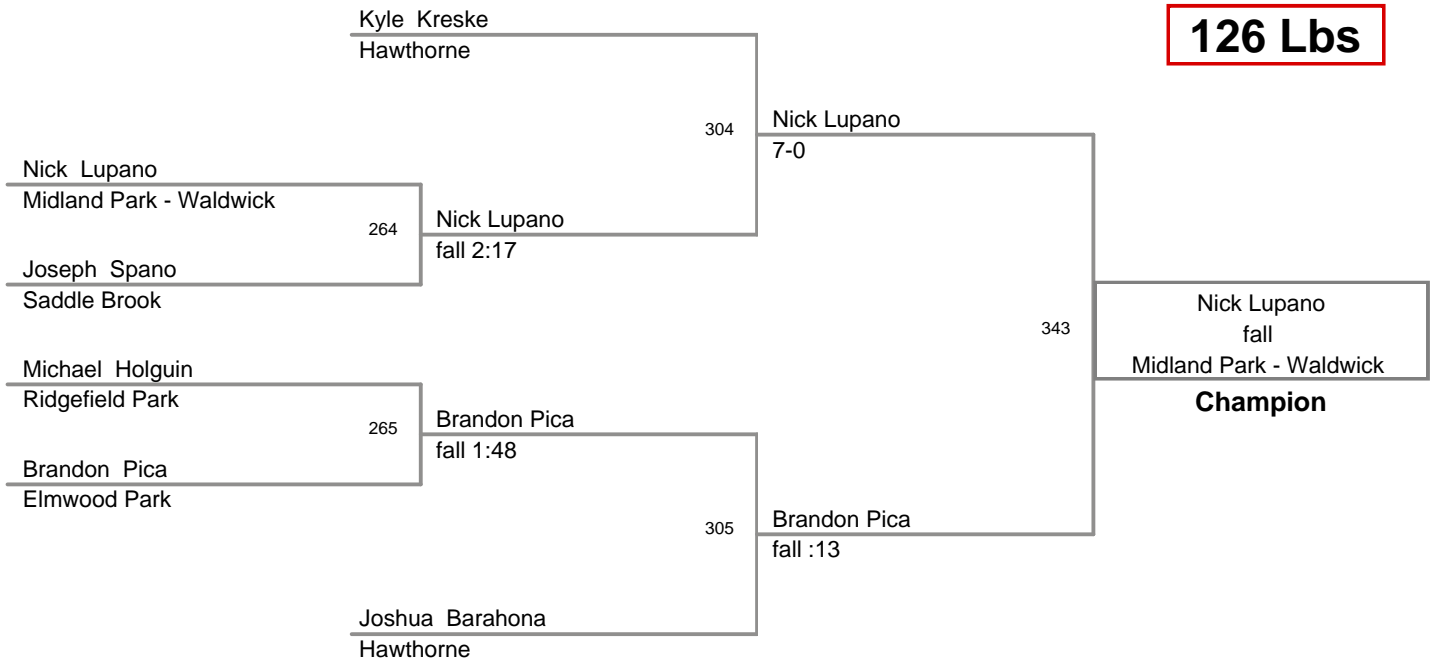 Kyle Kreske
Hawthorne
126 Lbs
304
Nick Lupano
7-0
Nick Lupano
Midland Park - Waldwick
264
Nick Lupano
fall 2:17
Joseph Spano
Saddle Brook
343
Nick Lupano
fall
Midland Park - Waldwick
Champion
Michael Holguin
Ridgefield Park
265
Brandon Pica
fall 1:48
Brandon Pica
Elmwood Park
305
Brandon Pica
fall :13
Joshua Barahona
Hawthorne